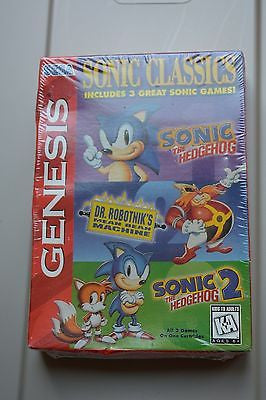 SEGA
SONIC CLASSICS
INCLUDES 3 GREAT SONIC GAMES!
GENESIS
SONIC
THE HEDGEHOG
DR. ROBOTNIK'S
MEAN BEAN
MACHINE
SONIC 2
THE HEDGEHOG
All 3 Games
On One Cartridge
KIDS TO ADULTS
KA
AGES 6+